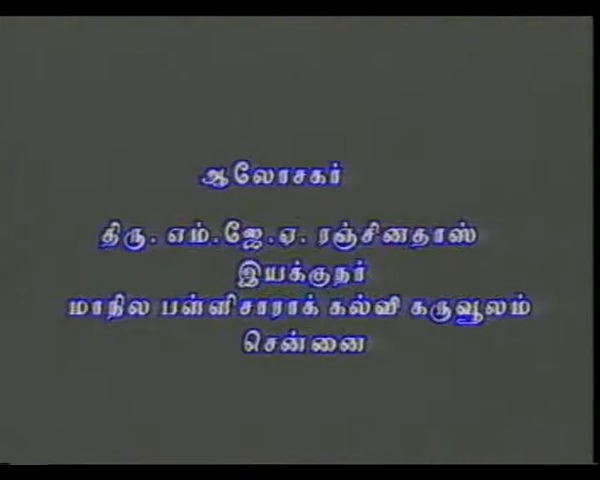 ஆலோசகர்
திரு. எம்.ஜே.ஏ. ரஞ்சினதாஸ்
இயக்குநர்
மாநில பள்ளிசாராக் கல்வி கருவூலம்
சென்னை